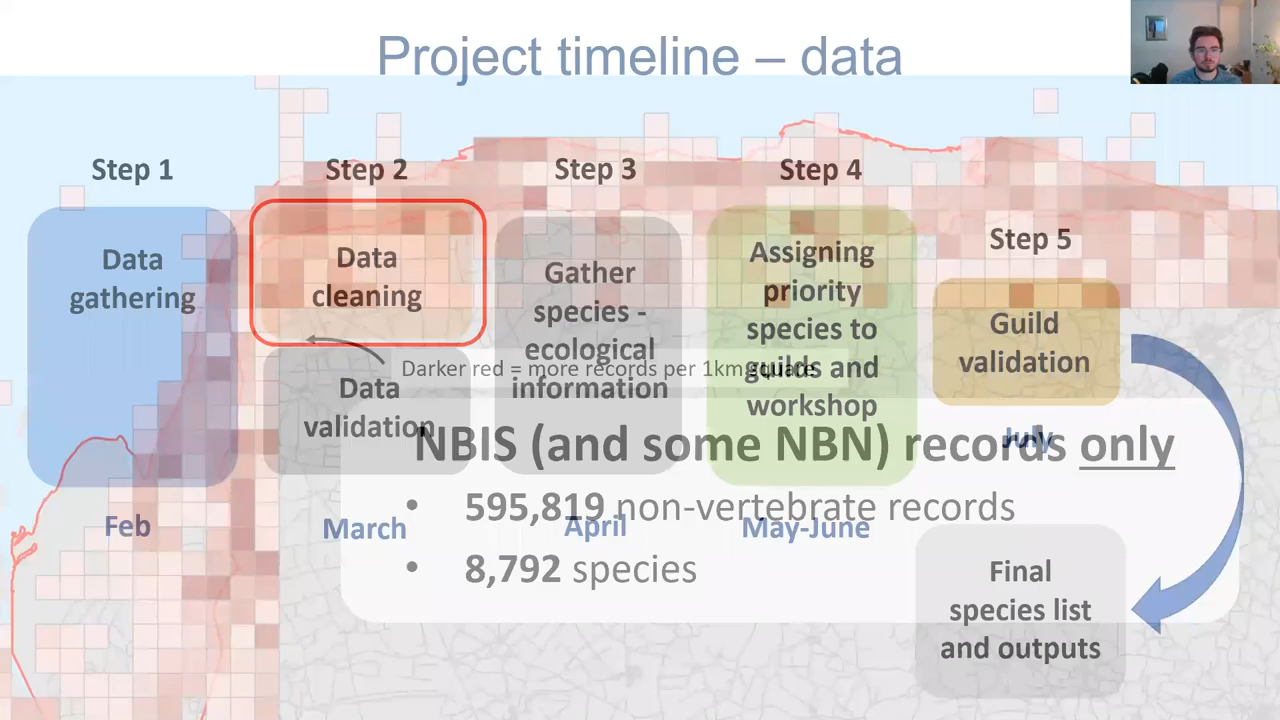 Project timeline – data
Step 1
Step 2
Step 3
Step 4
Step 5
Data
gathering
Data
cleaning
Data
validation
Gather
species -
ecological
information
Assigning
priority
species to
guilds and
workshop
Guild
validation
Darker red = more records per 1km square
NBIS (and some NBN) records only
• 595,819 non-vertebrate records
• 8,792 species
Feb
March
April
May-June
July
Final
species list
and outputs